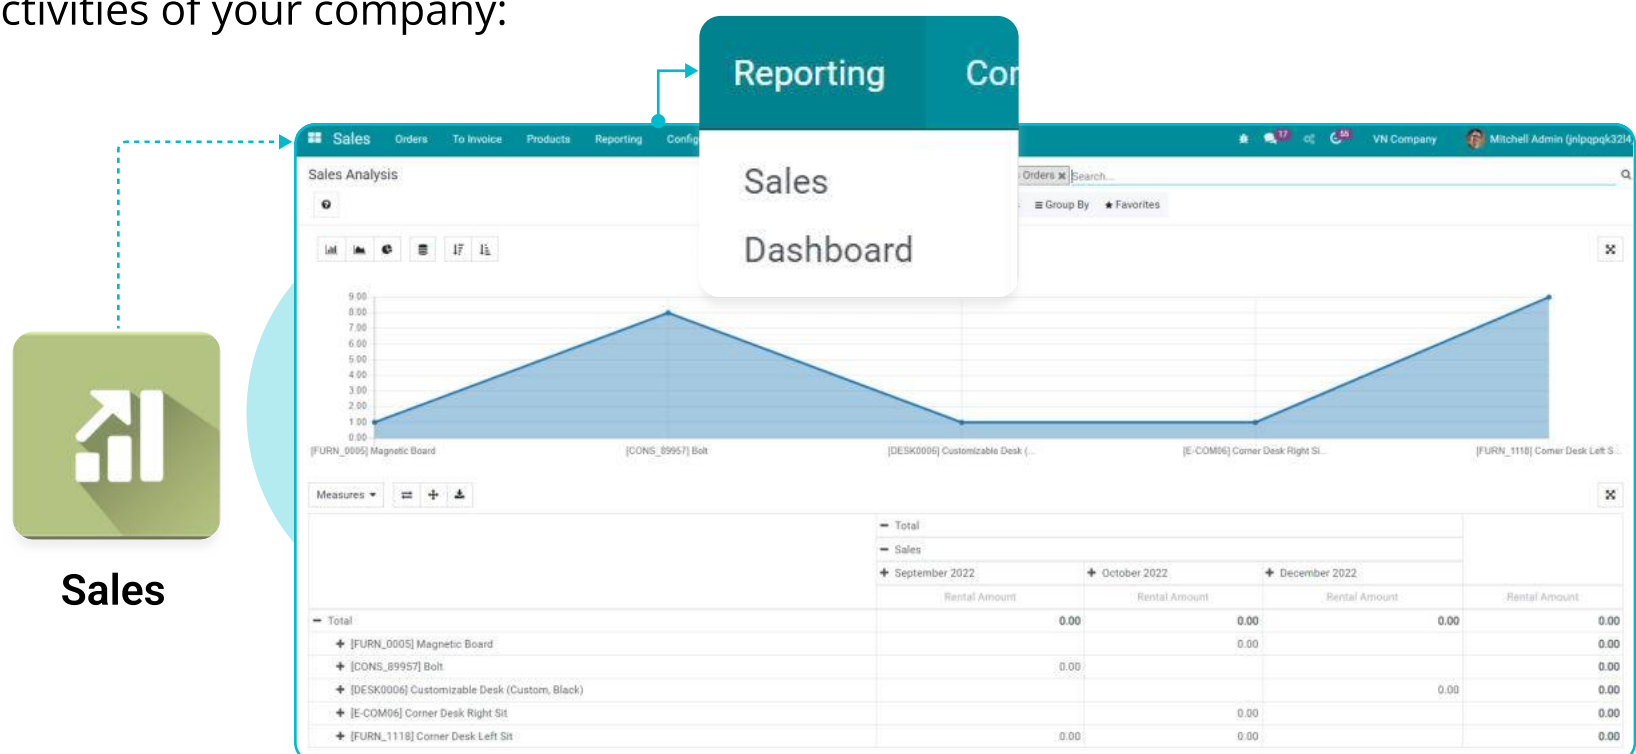 ctivities of your company:
Reporting Cor
Sales Orders To Invoice Products Reporting Config 17 55 VN Company Mitchell Admin (jnlpqpqk32l4,
Sales
Dashboard
Sales Analysis
Orders × Search...
Group By Favorites
9.00
8.00
7.00
6.00
5.00
4.00
3.00
2.00
1.00
0.00
[FURN_0005] Magnetic Board [CONS_89957] Bolt [DESK0006] Customizable Desk (... [E-COM06] Corner Desk Right Si... [FURN_1118] Corner Desk Left S...
Measures
Total
Sales
September 2022 October 2022 December 2022
Rental Amount Rental Amount Rental Amount Rental Amount
Total 0.00 0.00 0.00 0.00
[FURN_0005] Magnetic Board 0.00 0.00
[CONS_89957] Bolt 0.00 0.00
[DESK0006] Customizable Desk (Custom, Black) 0.00 0.00
[E-COM06] Corner Desk Right Sit 0.00 0.00
[FURN_1118] Corner Desk Left Sit 0.00 0.00 0.00
Sales